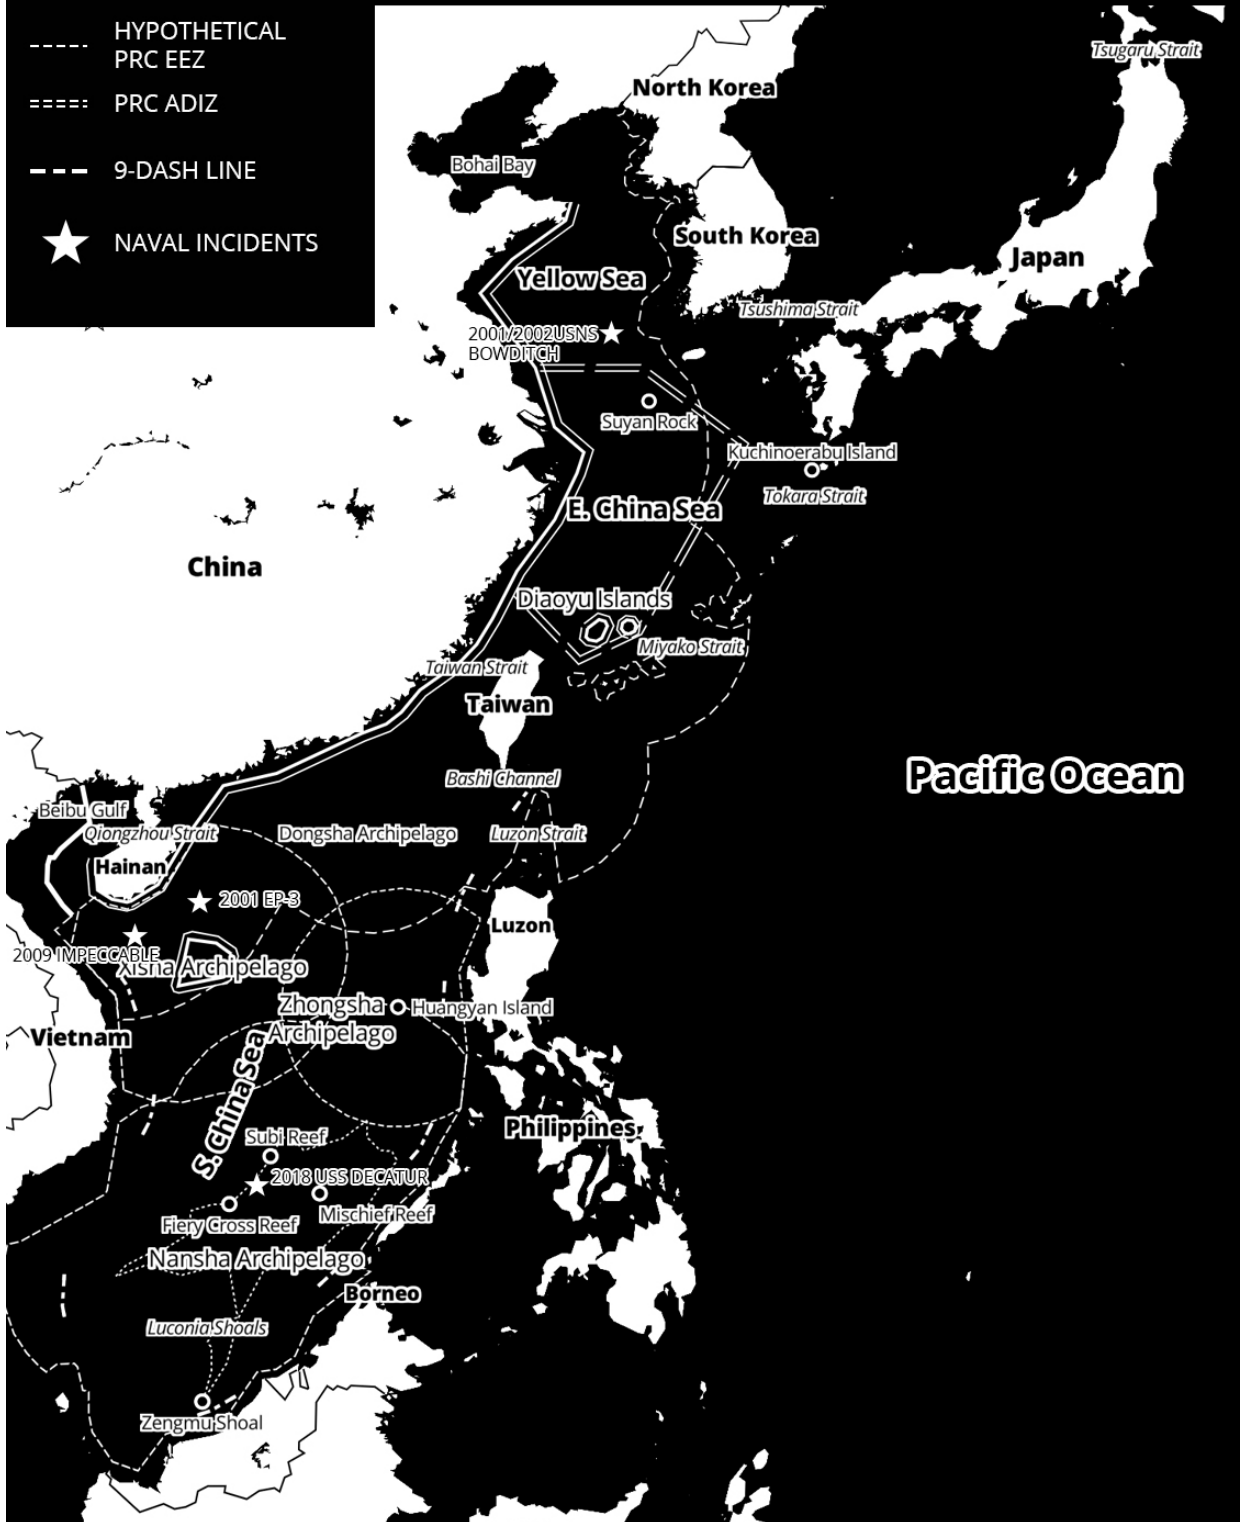 HYPOTHETICAL
PRC EEZ
PRC ADIZ
9-DASH LINE
NAVAL INCIDENTS
Tsugaru Strait
North Korea
Bohai Bay
South Korea
Japan
Yellow Sea
Tsushima Strait
2001/2002USNS
BOWDITCH
Suyan Rock
Kuchinoerabu Island
Tokara Strait
E. China Sea
China
Diaoyu Islands
Miyako Strait
Taiwan Strait
Taiwan
Bashi Channel
Pacific Ocean
Beibu Gulf
Qiongzhou Strait
Dongsha Archipelago
Luzon Strait
Hainan
2001 EP-3
Luzon
2009 IMPECCABLE
Xisha Archipelago
Zhongsha
Archipelago
Huangyan Island
Vietnam
S. China Sea
Philippines
Subi Reef
2018 USS DECATUR
Mischief Reef
Fiery Cross Reef
Nansha Archipelago
Borneo
Luconia Shoals
Zengmu Shoal